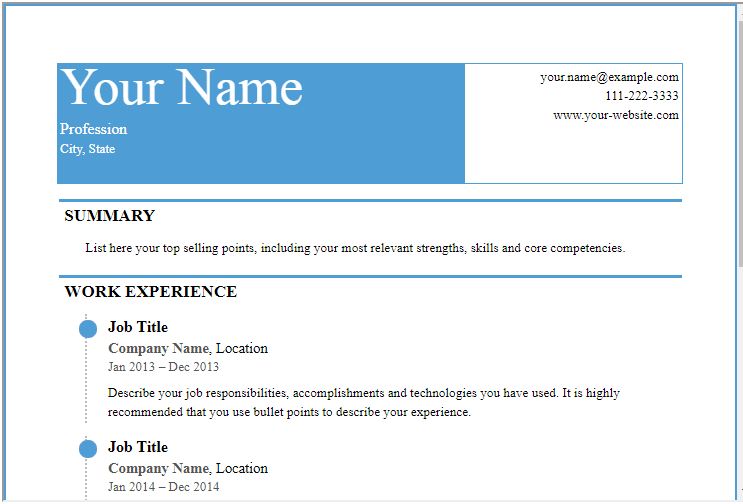 Your Name
Profession
City, State
your.name@example.com
111-222-3333
www.your-website.com
SUMMARY
List here your top selling points, including your most relevant strengths, skills and core competencies.
WORK EXPERIENCE
Job Title
Company Name, Location
Jan 2013 – Dec 2013
Describe your job responsibilities, accomplishments and technologies you have used. It is highly
recommended that you use bullet points to describe your experience.
Job Title
Company Name, Location
Jan 2014 – Dec 2014